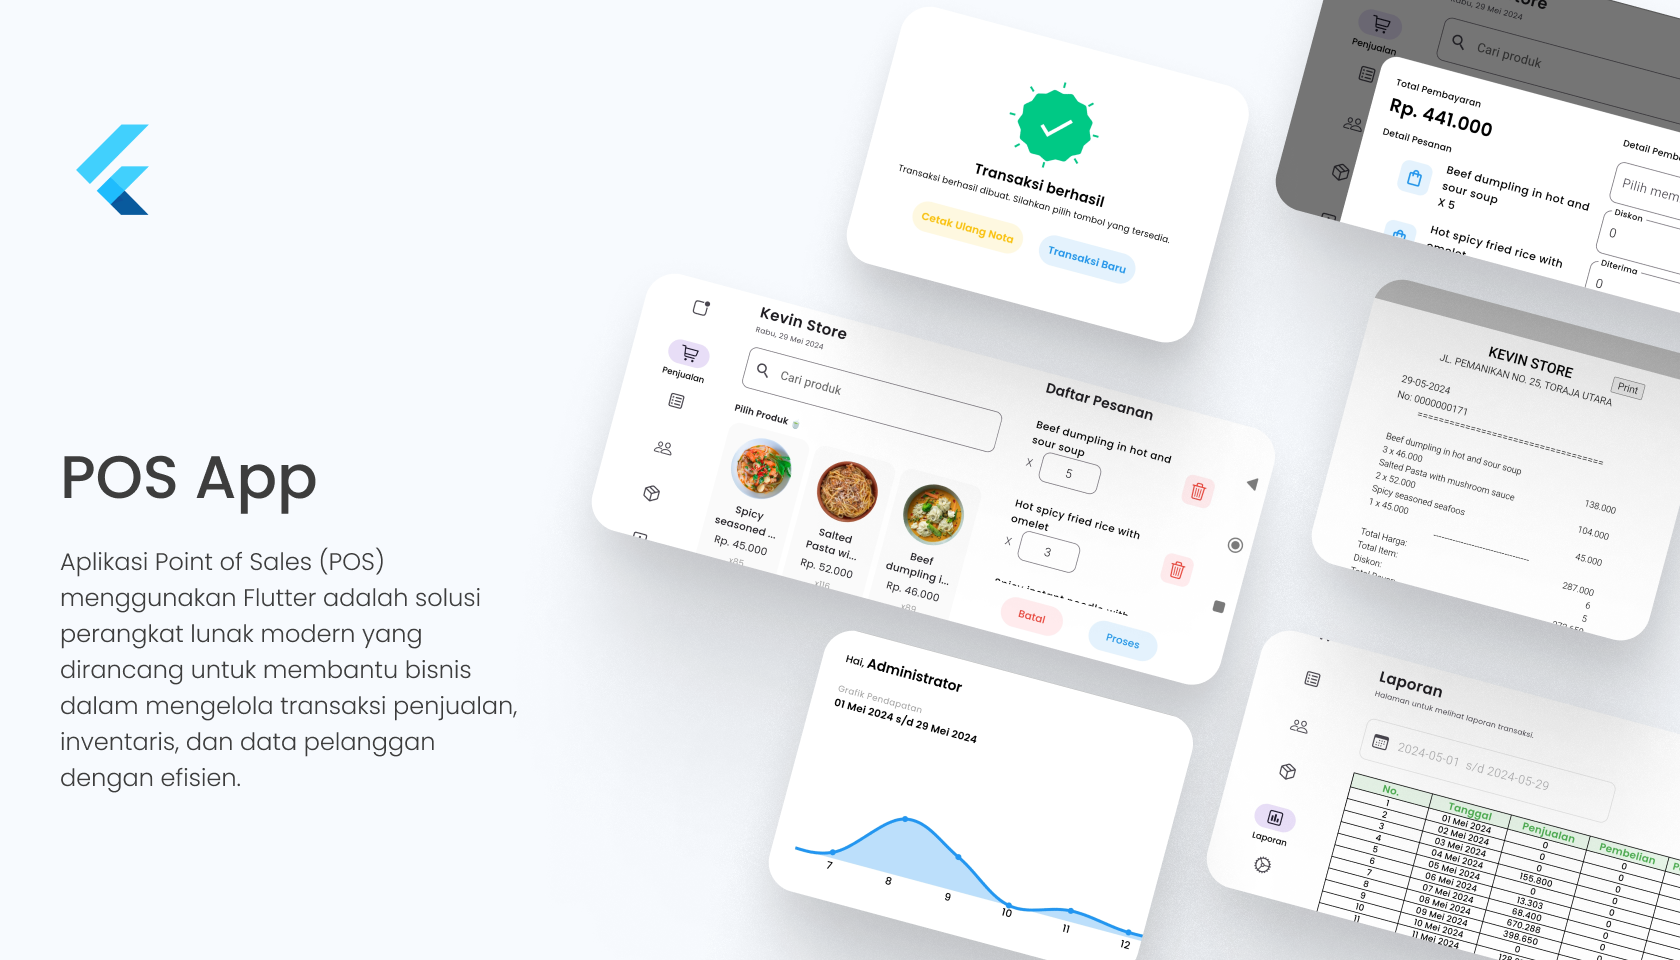 POS App
Aplikasi Point of Sales (POS)
menggunakan Flutter adalah solusi
perangkat lunak modern yang
dirancang untuk membantu bisnis
dalam mengelola transaksi penjualan,
inventaris, dan data pelanggan
dengan efisien.
Transaksi berhasil
Transaksi berhasil dibuat. Silahkan pilih tombol yang tersedia.
Cetak Ulang Nota
Transaksi Baru
Store
Rabu, 29 Mei 2024
Penjualan
Cari produk
Total Pembayaran
Rp. 441.000
Detail Pesanan
Beef dumpling in hot and
sour soup
X 5
Hot spicy fried rice with
omelet
Detail Pemb
Pilih mem
Diskon
0
Diterima
0
Kevin Store
Rabu, 29 Mei 2024
Penjualan
Cari produk
Pilih Produk
Spicy
seasoned ...
Rp. 45.000
x85
Salted
Pasta wi...
Rp. 52.000
x116
Beef
dumpling i...
Rp. 46.000
x89
Daftar Pesanan
Beef dumpling in hot and
sour soup
X 5
Hot spicy fried rice with
omelet
X 3
Spicy instant noodle with
Batal
Proses
KEVIN STORE
JL. PEMANIKAN NO. 25, TORAJA UTARA
Print
29-05-2024
No: 0000000171
================================
Beef dumpling in hot and sour soup
3 x 46.000
138.000
Salted Pasta with mushroom sauce
2 x 52.000
104.000
Spicy seasoned seafoos
1 x 45.000
45.000
--------------------------------
Total Harga:
287.000
Total Item:
6
Diskon:
5
Hai, Administrator
Grafik Pendapatan
01 Mei 2024 s/d 29 Mei 2024
7
8
9
10
11
12
Laporan
Halaman untuk melihat laporan transaksi.
2024-05-01 s/d 2024-05-29
Laporan
No. Tanggal Penjualan Pembelian
1 01 Mei 2024 0 0
2 02 Mei 2024 0 0
3 03 Mei 2024 0 0
4 04 Mei 2024 155.800 0
5 05 Mei 2024 0 0
6 06 Mei 2024 13.303 0
7 07 Mei 2024 68.400 0
8 08 Mei 2024 670.288 0
9 09 Mei 2024 398.650 0
10 10 Mei 2024 0
11 11 Mei 2024